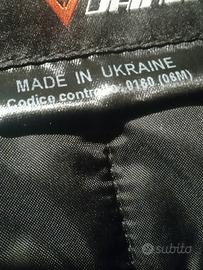 MADE IN UKRAINE
Codice controllo: 0160 (06M)
subito